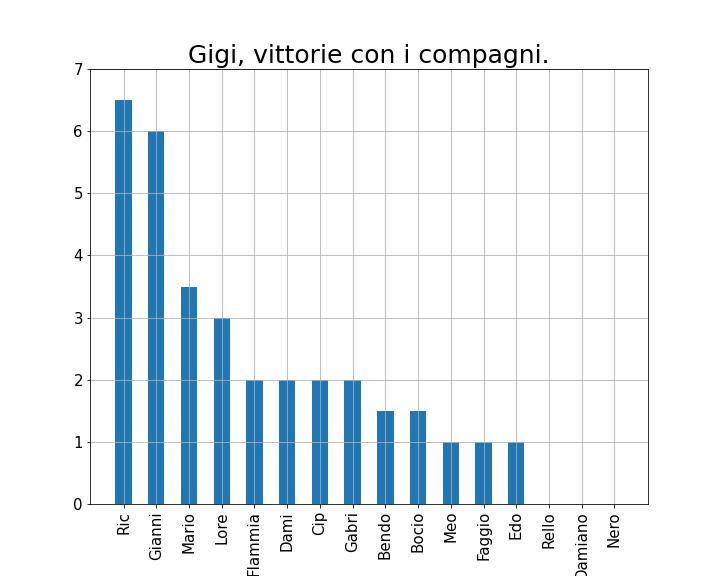 Gigi, vittorie con i compagni.
7
6
5
4
3
2
1
0
Ric
Gianni
Mario
Lore
Flammia
Dami
Cip
Gabri
Bendo
Bocio
Meo
Faggio
Edo
Rello
Damiano
Nero